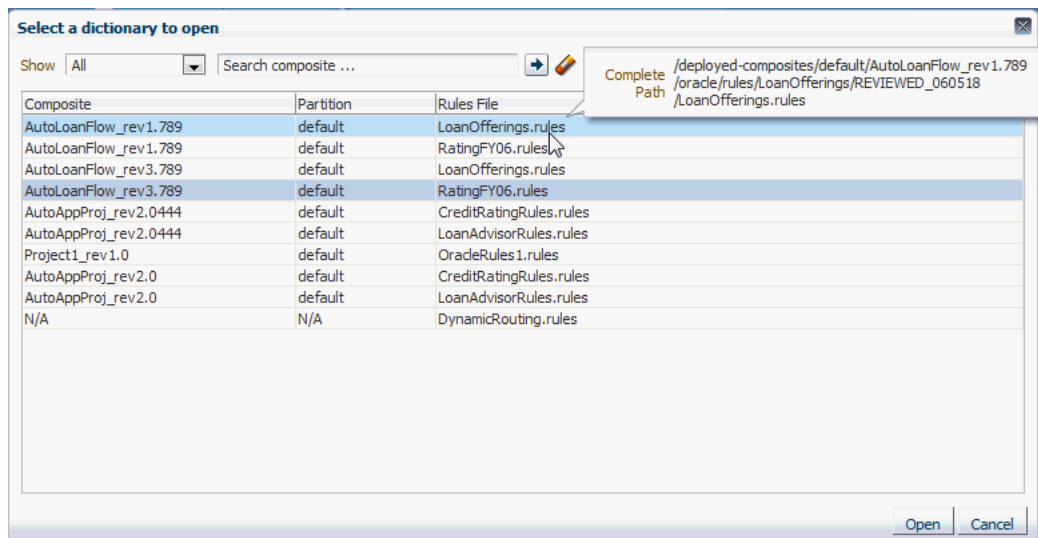 Select a dictionary to open
Show All Search composite ...
Complete Path /deployed-composites/default/AutoLoanFlow_rev1.789
/oracle/rules/LoanOfferings/REVIEWED_060518
/LoanOfferings.rules
Composite Partition Rules File
AutoLoanFlow_rev1.789 default LoanOfferings.rules
AutoLoanFlow_rev1.789 default RatingFY06.rules
AutoLoanFlow_rev3.789 default LoanOfferings.rules
AutoLoanFlow_rev3.789 default RatingFY06.rules
AutoAppProj_rev2.0444 default CreditRatingRules.rules
AutoAppProj_rev2.0444 default LoanAdvisorRules.rules
Project1_rev1.0 default OracleRules1.rules
AutoAppProj_rev2.0 default CreditRatingRules.rules
AutoAppProj_rev2.0 default LoanAdvisorRules.rules
N/A N/A DynamicRouting.rules
Open Cancel